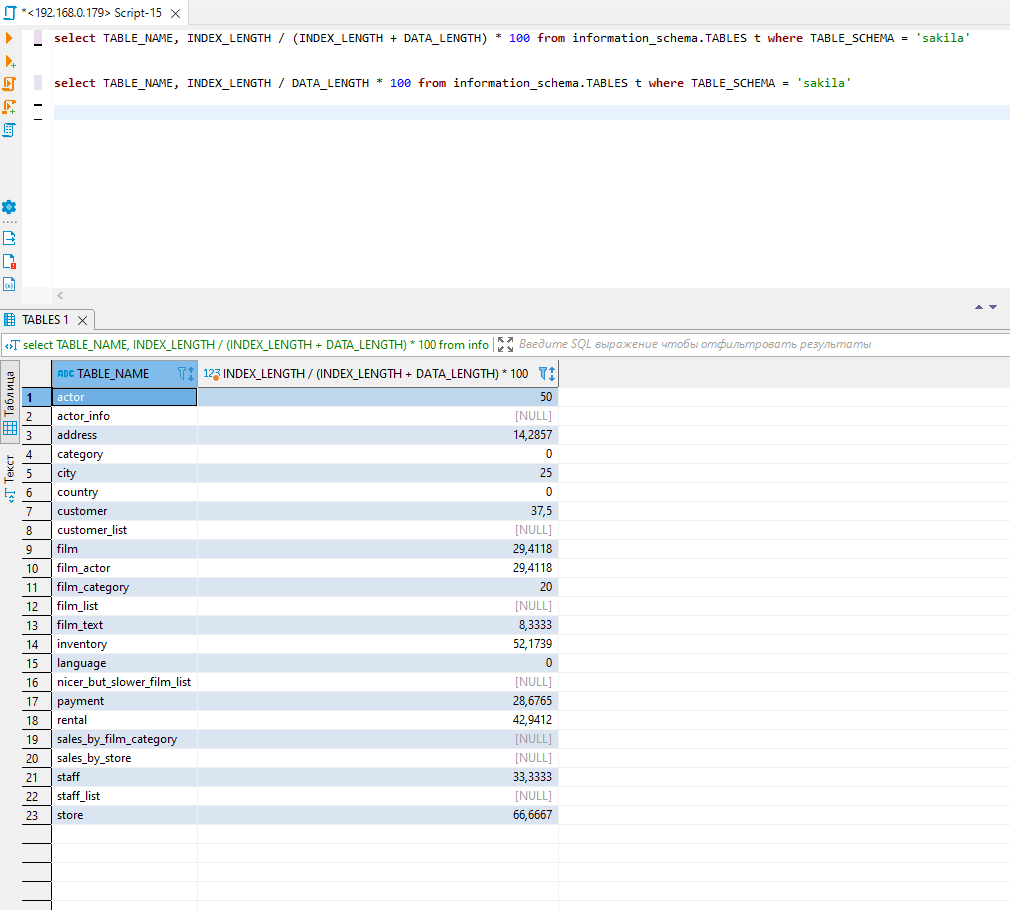 *<192.168.0.179> Script-15
select TABLE_NAME, INDEX_LENGTH / (INDEX_LENGTH + DATA_LENGTH) * 100 from information_schema.TABLES t where TABLE_SCHEMA = 'sakila'
select TABLE_NAME, INDEX_LENGTH / DATA_LENGTH * 100 from information_schema.TABLES t where TABLE_SCHEMA = 'sakila'
TABLES 1
select TABLE_NAME, INDEX_LENGTH / (INDEX_LENGTH + DATA_LENGTH) * 100 from info Введите SQL выражение чтобы отфильтровать результаты
Таблица
Текст
ABC TABLE_NAME 123 INDEX_LENGTH / (INDEX_LENGTH + DATA_LENGTH) * 100
1 actor 50
2 actor_info [NULL]
3 address 14,2857
4 category 0
5 city 25
6 country 0
7 customer 37,5
8 customer_list [NULL]
9 film 29,4118
10 film_actor 29,4118
11 film_category 20
12 film_list [NULL]
13 film_text 8,3333
14 inventory 52,1739
15 language 0
16 nicer_but_slower_film_list [NULL]
17 payment 28,6765
18 rental 42,9412
19 sales_by_film_category [NULL]
20 sales_by_store [NULL]
21 staff 33,3333
22 staff_list [NULL]
23 store 66,6667